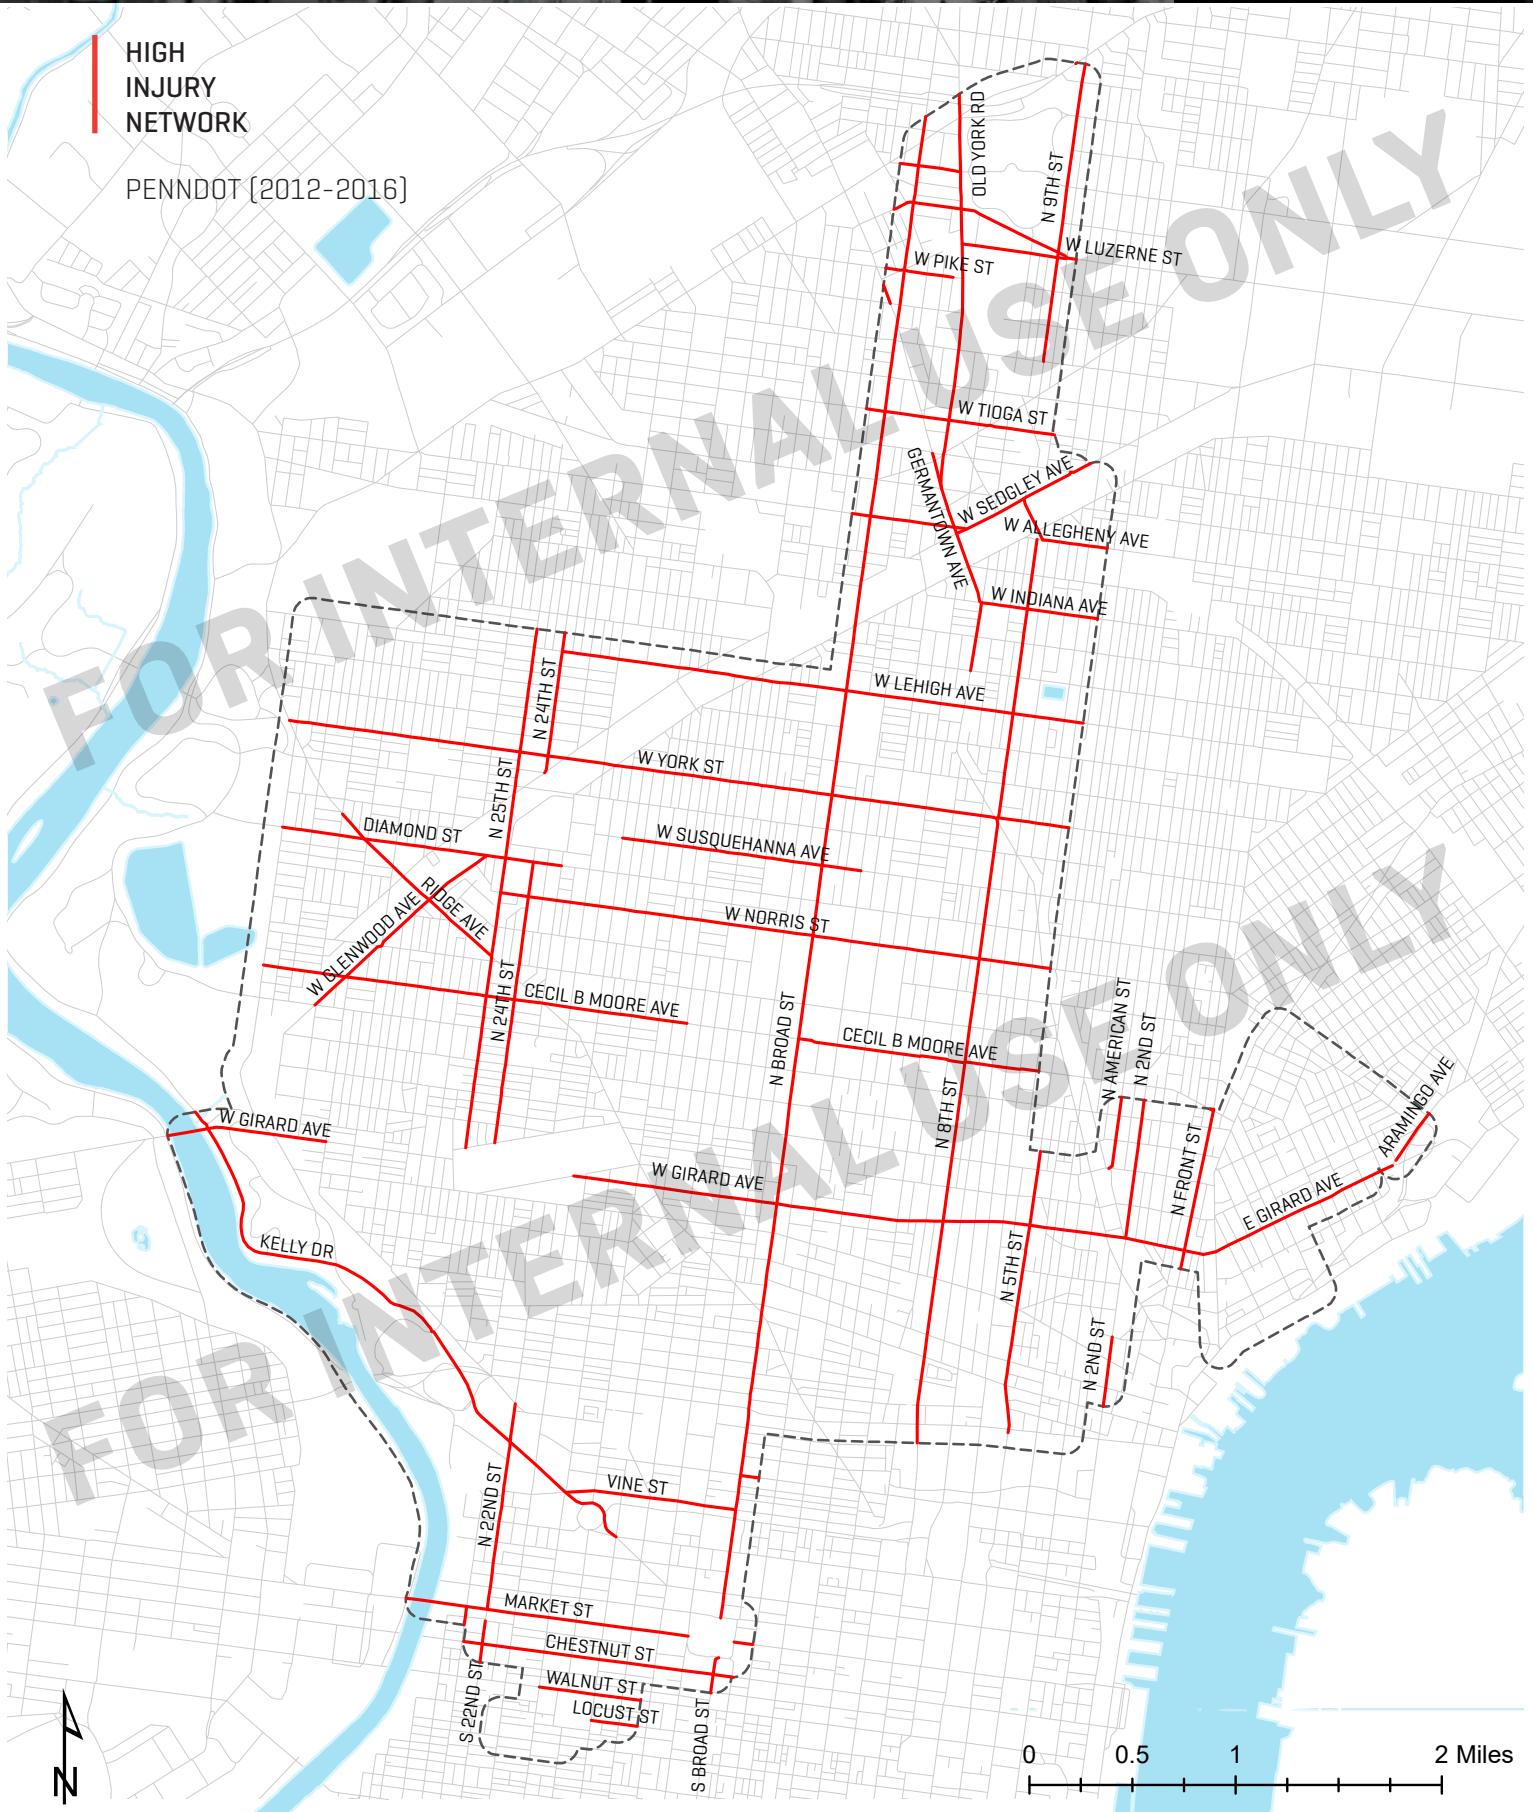 HIGH
INJURY
NETWORK
PENNDOT (2012-2016)
FOR INTERNAL USE ONLY
FOR INTERNAL USE ONLY
OLD YORK RD
N 9TH ST
W LUZERNE ST
W PIKE ST
W TIOGA ST
GERMANTOWN AVE
W SEDGLEY AVE
W ALLEGHENY AVE
W INDIANA AVE
W LEHIGH AVE
N 24TH ST
W YORK ST
N 25TH ST
DIAMOND ST
W SUSQUEHANNA AVE
RIDGE AVE
W GLENWOOD AVE
W NORRIS ST
N 24TH ST
CECIL B MOORE AVE
N BROAD ST
CECIL B MOORE AVE
N AMERICAN ST
N 2ND ST
N 8TH ST
ARAMINGO AVE
W GIRARD AVE
W GIRARD AVE
N FRONT ST
E GIRARD AVE
KELLY DR
N 5TH ST
N 2ND ST
VINE ST
N 22ND ST
MARKET ST
CHESTNUT ST
WALNUT ST
LOCUST ST
S 22ND ST
S BROAD ST
N
0 0.5 1 2 Miles